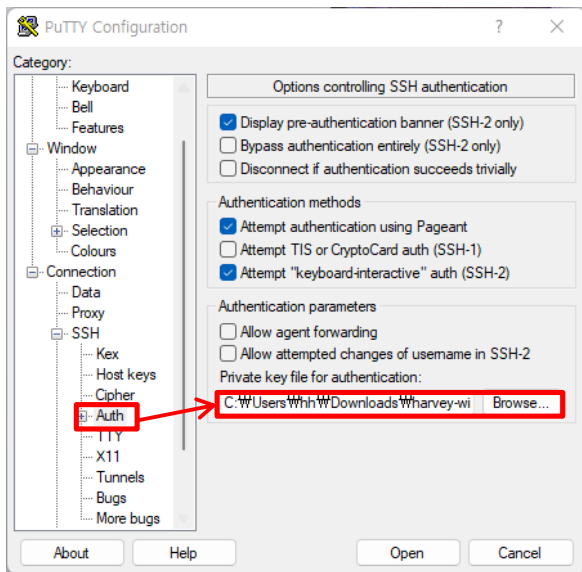 PuTTY Configuration
?
Category:
Keyboard
Bell
Features
Window
Appearance
Behaviour
Translation
Selection
Colours
Connection
Data
Proxy
SSH
Kex
Host keys
Cipher
Auth
TTY
X11
Tunnels
Bugs
More bugs
Options controlling SSH authentication
Display pre-authentication banner (SSH-2 only)
Bypass authentication entirely (SSH-2 only)
Disconnect if authentication succeeds trivially
Authentication methods
Attempt authentication using Pageant
Attempt TIS or CryptoCard auth (SSH-1)
Attempt "keyboard-interactive" auth (SSH-2)
Authentication parameters
Allow agent forwarding
Allow attempted changes of username in SSH-2
Private key file for authentication:
C:₩Users₩hh₩Downloads₩harvey-wi Browse...
About Help Open Cancel